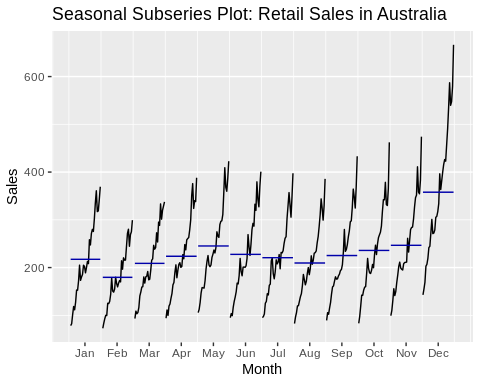 Seasonal Subseries Plot: Retail Sales in Australia
600
400
200
Sales
Jan Feb Mar Apr May Jun Jul Aug Sep Oct Nov Dec
Month